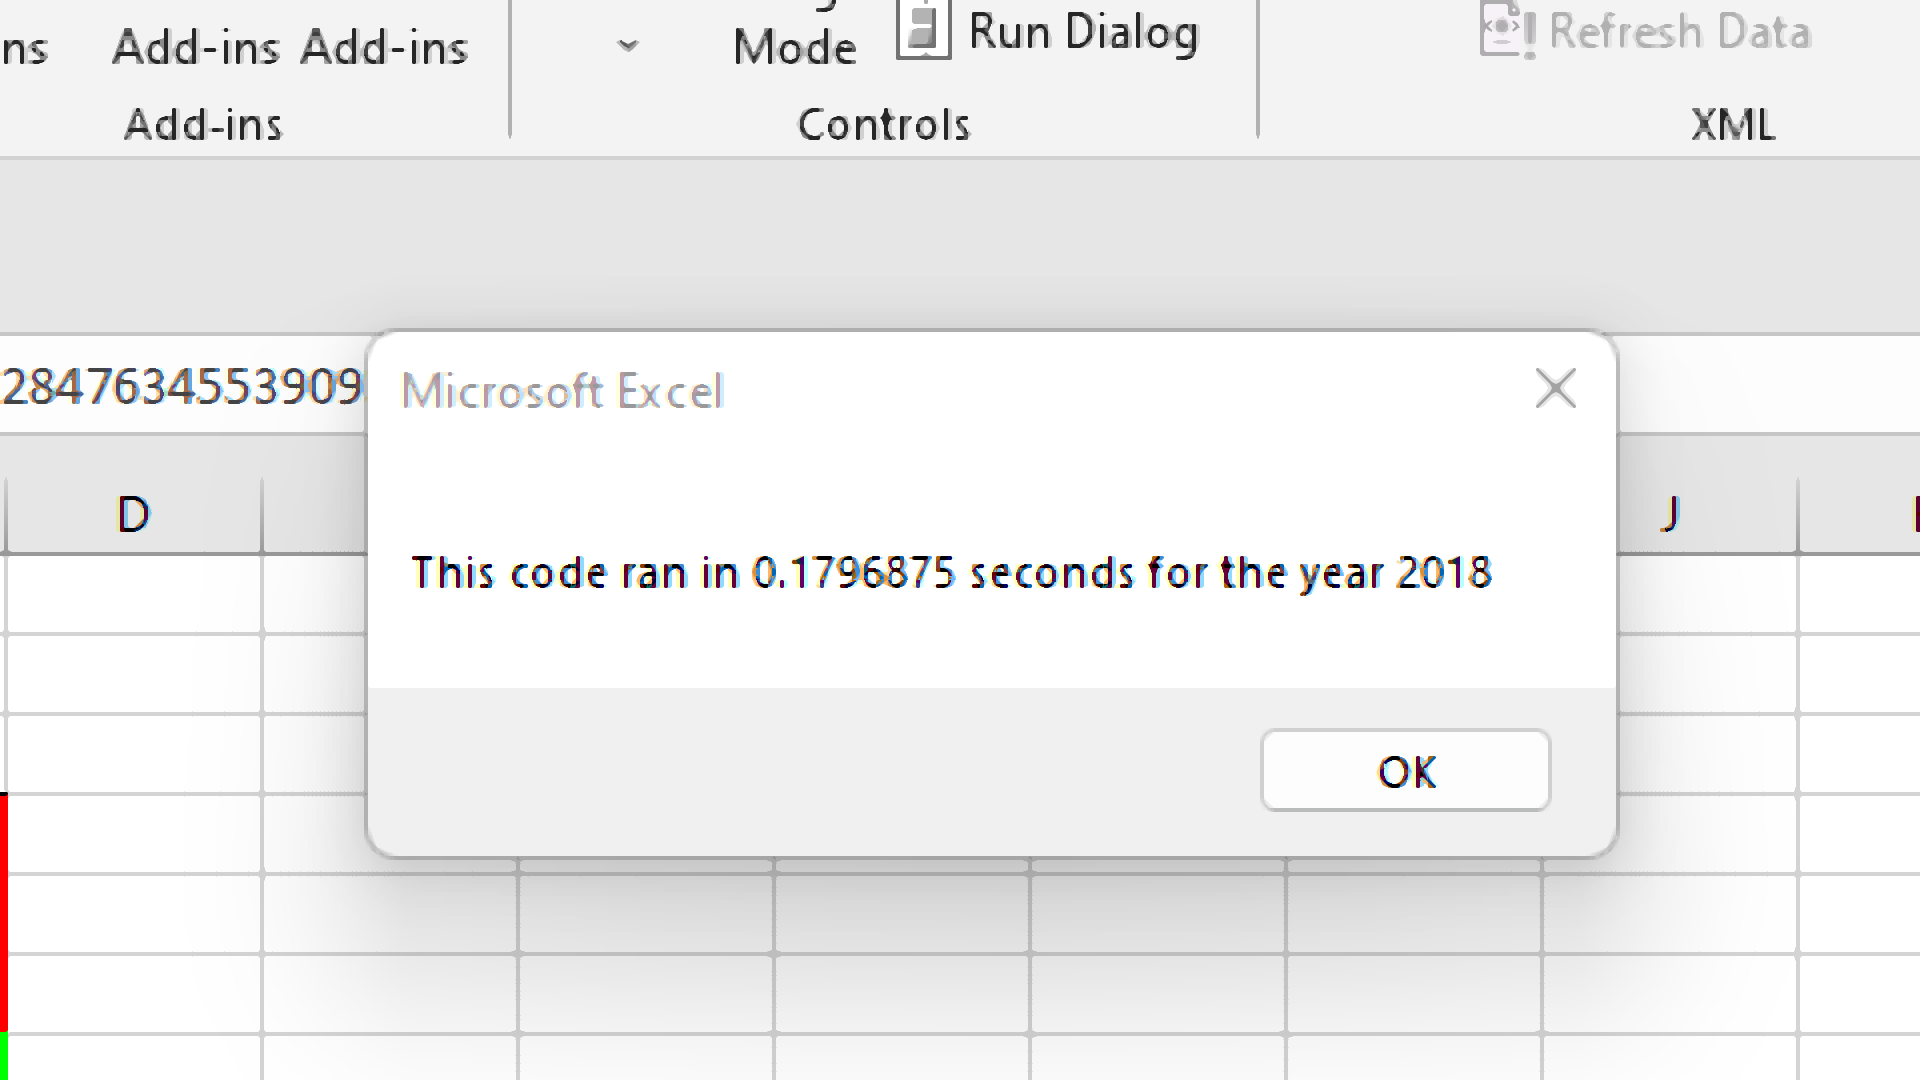 ns Add-ins Add-ins
Mode
Run Dialog
Refresh Data
Add-ins
Controls
XML
2847634553909
Microsoft Excel
D
J
This code ran in 0.1796875 seconds for the year 2018
OK